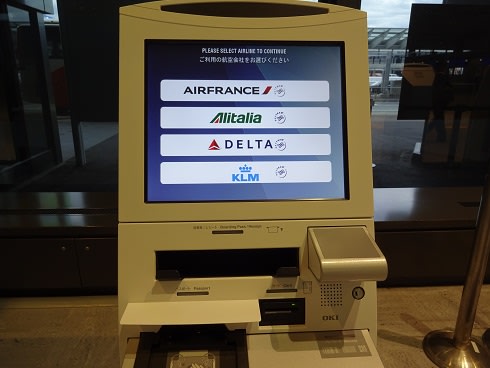 PLEASE SELECT AIRLINE TO CONTINUE
ご利用の航空会社をお選びください
AIRFRANCE
Alitalia
DELTA
KLM
Passport
OKI